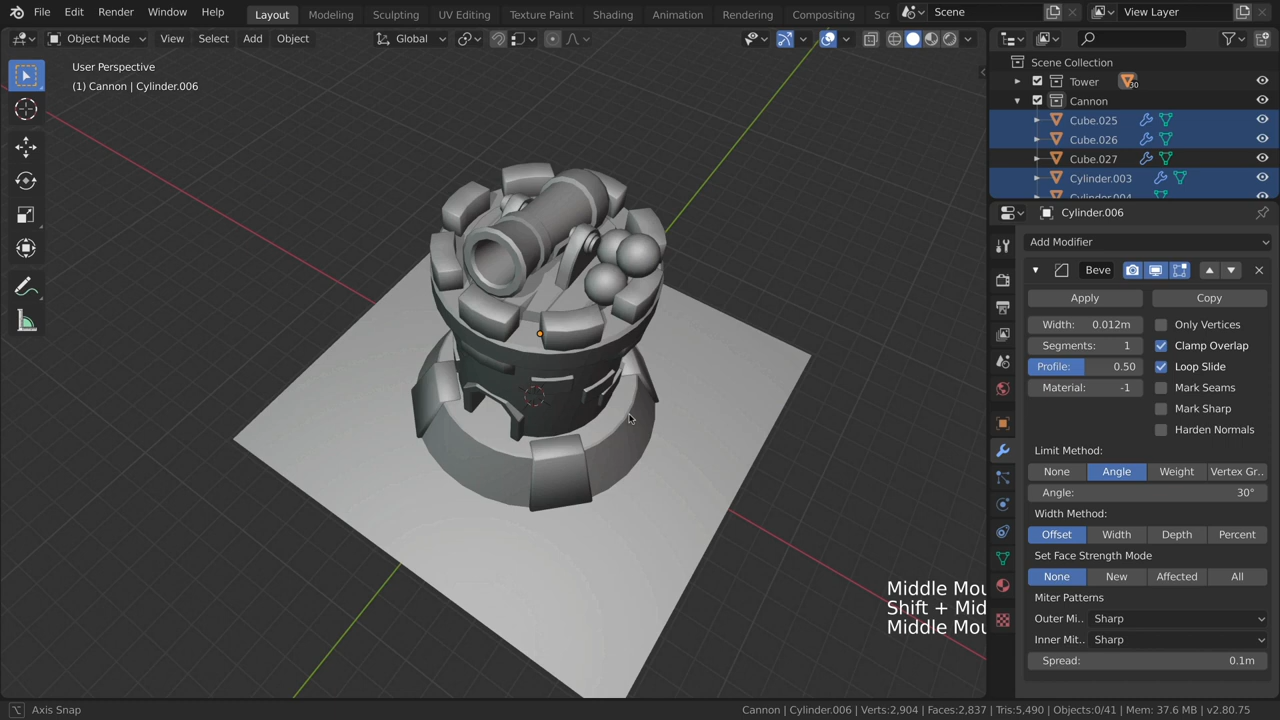 File Edit Render Window Help Layout Modeling Sculpting UV Editing Texture Paint Shading Animation Rendering Compositing Scr Scene View Layer
Object Mode View Select Add Object Global
User Perspective
(1) Cannon | Cylinder.006
Scene Collection
Tower 30
Cannon
Cube.025
Cube.026
Cube.027
Cylinder.003
Cylinder.004
Cylinder.006
Add Modifier
Beve
Apply Copy
Width: 0.012m Only Vertices
Segments: 1 Clamp Overlap
Profile: 0.50 Loop Slide
Material: -1 Mark Seams
Mark Sharp
Harden Normals
Limit Method:
None Angle Weight Vertex Gr..
Angle: 30°
Width Method:
Offset Width Depth Percent
Set Face Strength Mode
None New Affected All
Miter Patterns
Outer Mi.. Sharp
Inner Mit.. Sharp
Spread: 0.1m
Middle Mou
Shift + Mid
Middle Mou
Axis Snap Cannon | Cylinder.006 | Verts:2,904 | Faces:2,837 | Tris:5,490 | Objects:0/41 | Mem: 37.6 MB | v2.80.75